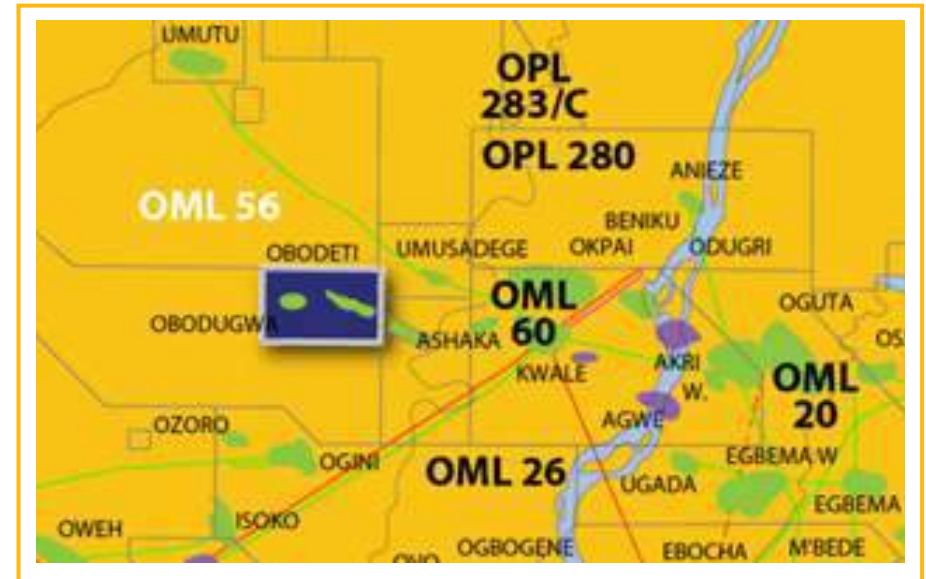 UMUTU
OPL
283/C
OPL 280
ANIEZE
OML 56
BENIKU
OBODETI
UMUSADEGE
OKPAI
ODUGRI
OML
60
OGUTA
OBODUGWA
ASHAKA
KWALE
AKRI
W.
OML
20
AGWE
OZORO
OGINI
OML 26
EGBEMA W
UGADA
EGBEMA
ISOKO
OWEH
OGBOGENE
EBOCHA
M'BEDE